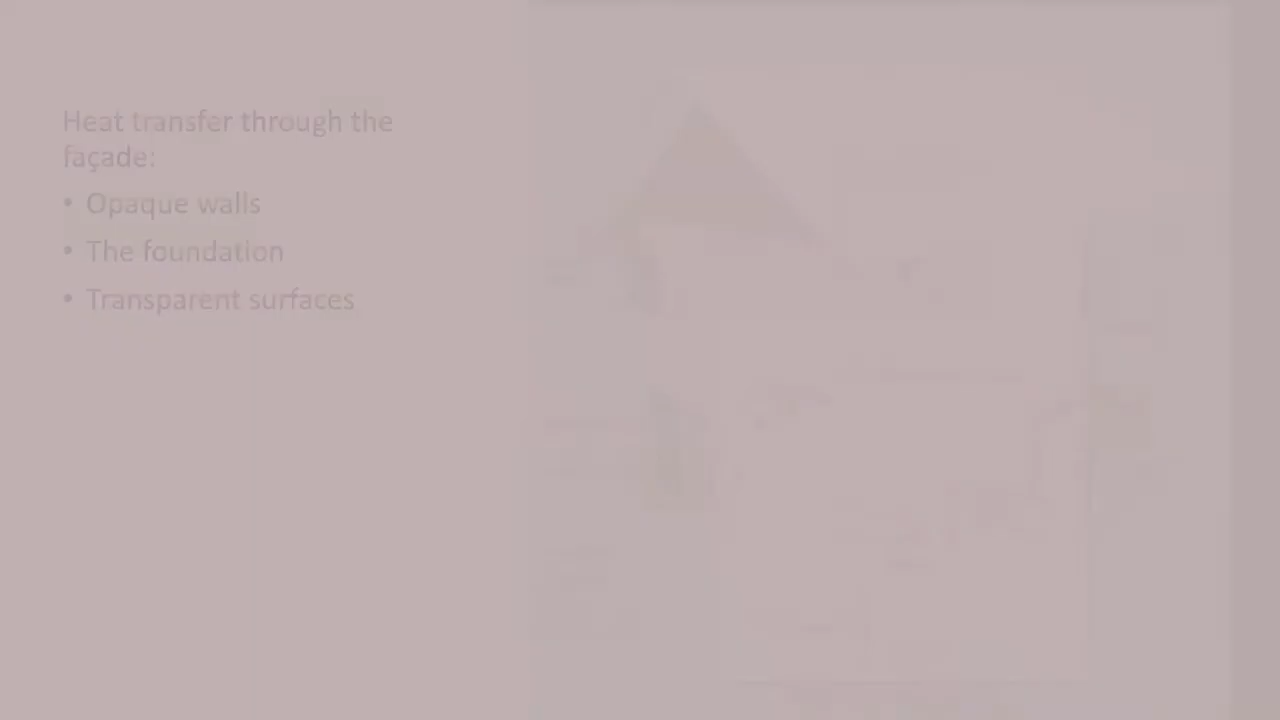 Heat transfer through the
façade:
• Opaque walls
• The foundation
• Transparent surfaces